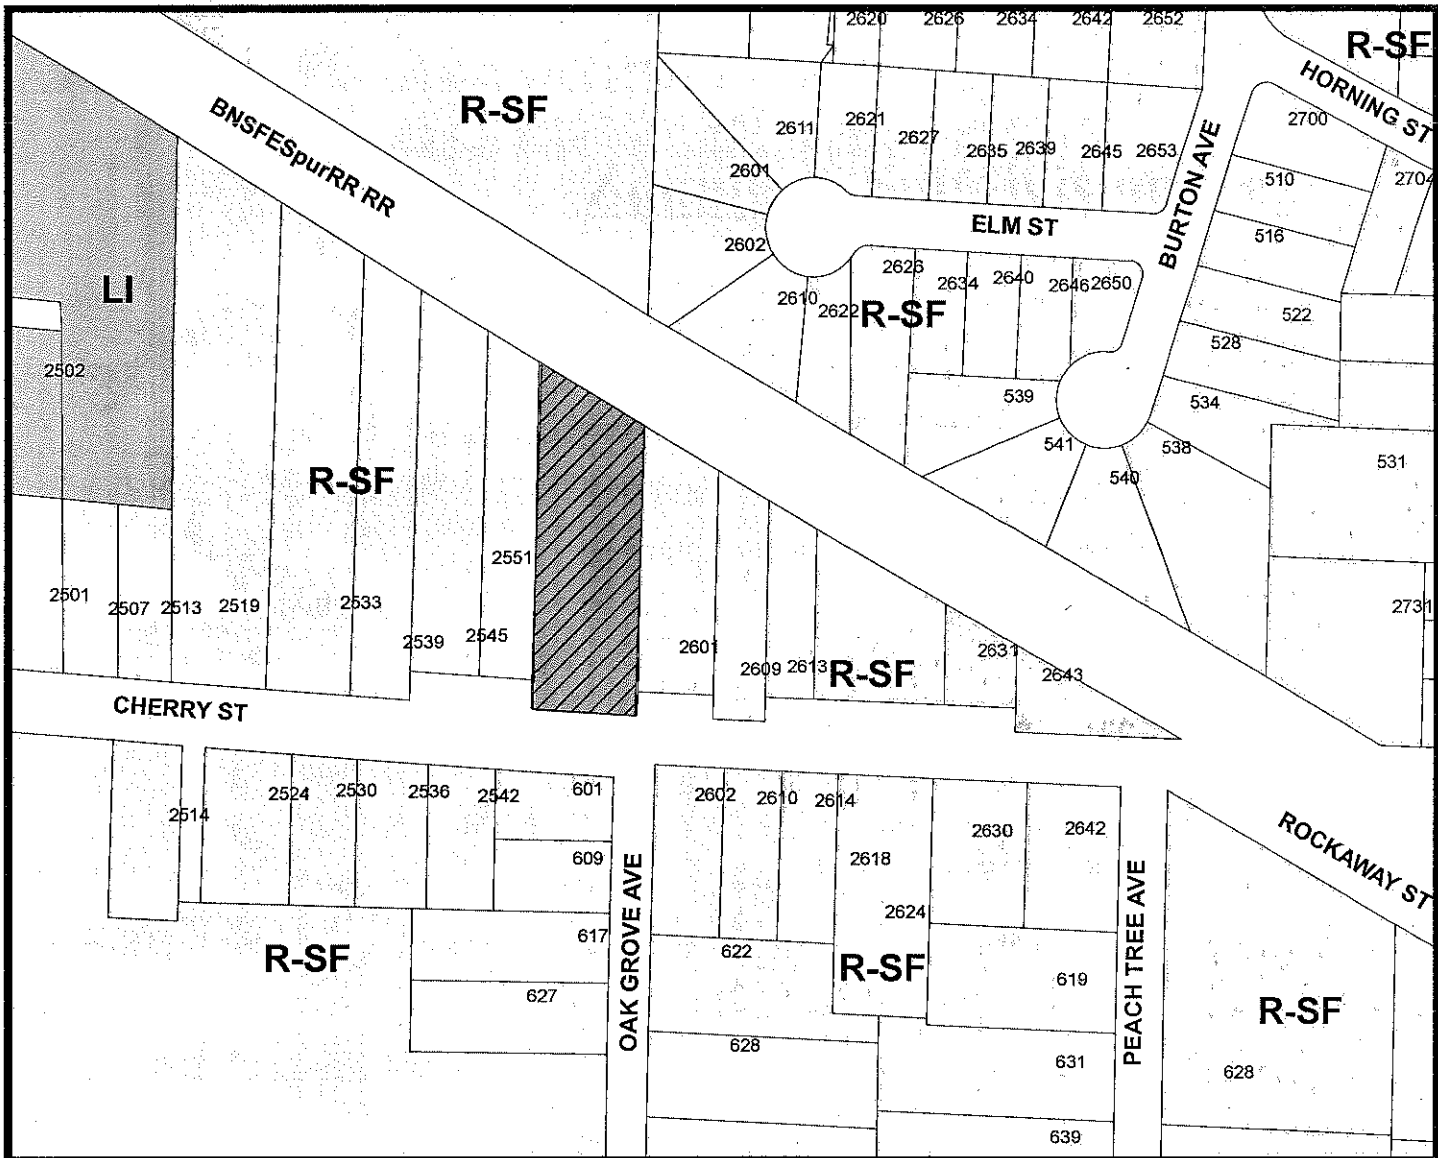 2620 2626 2634 2642 2652
R-SF
HORNING ST
BNSFESpurRR RR
R-SF
2611 2621 2627 2635 2639 2645 2653
2601
BURTON AVE
2700
510
2704
ELM ST
516
2602
LI
2610 2622 2626 2634 2640 2646 2650
R-SF
522
528
2502
539
534
541
538
540
531
R-SF
2551
2501 2507 2513 2519 2533 2539 2545
2601 2609 2613
R-SF
2631 2643
2731
CHERRY ST
2514 2524 2530 2536 2542 601
2602 2610 2614
2630 2642
609
2618
2624
ROCKAWAY ST
OAK GROVE AVE
PEACH TREE AVE
617
R-SF
622
R-SF
627
619
R-SF
628
631
628
639